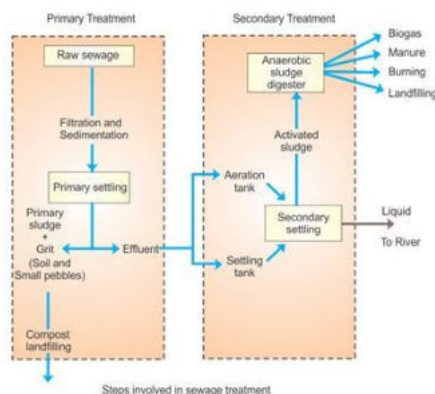 Primary Treatment
Secondary Treatment
Raw sewage
Filtration and
Sedimentation
Primary settling
Primary
sludge
+
Grit
(Soil and
Small pebbles)
Effluent
Compost
landfilling
Anaerobic
sludge
digester
Biogas
Manure
Burning
Landfilling
Activated
sludge
Aeration
tank
Settling
tank
Secondary
settling
Liquid
To River
Steps involved in sewage treatment